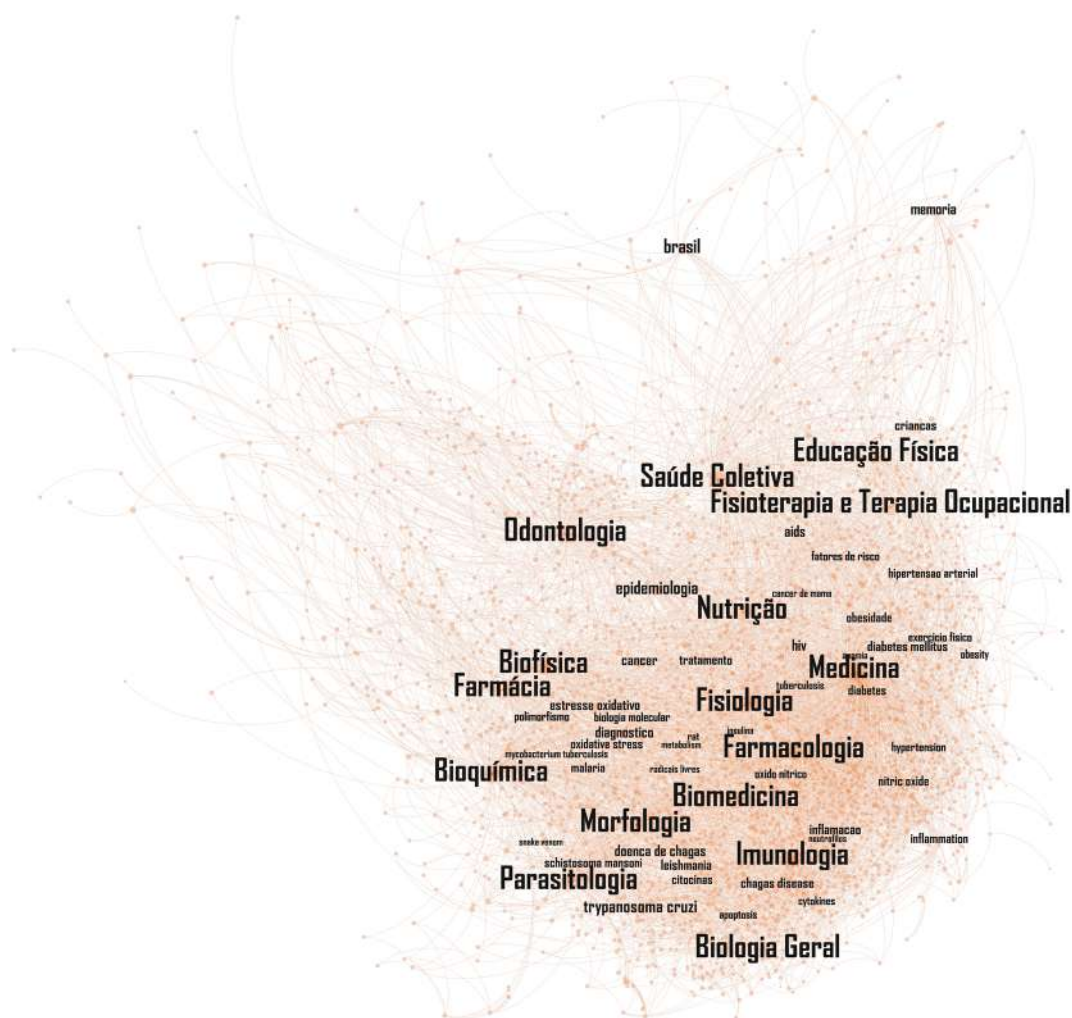 memoria
brasil
criancas
Educação Física
Saúde Coletiva
Fisioterapia e Terapia Ocupacional
Odontologia
aids
fatores de risco
hipertensao arterial
epidemiologia
cancer de mama
Nutrição
obesidade
exercicio fisico
hiv
diabetes mellitus
obesity
Biofísica
cancer
tratamento
Medicina
Farmácia
tuberculosis
diabetes
Fisiologia
estresse oxidativo
polimorfismo
biologia molecular
diagnostico
rat
insulina
oxidative stress
metabolism
Farmacologia
hypertension
mycobacterium tuberculosis
Bioquímica
malaria
radicais livres
oxido nitrico
nitric oxide
Biomedicina
Morfologia
inflamacao
neutrofilos
inflammation
snake venom
doenca de chagas
Imunologia
schistosoma mansoni
leishmania
Parasitologia
citocinas
chagas disease
trypanosoma cruzi
cytokines
apoptosis
Biologia Geral